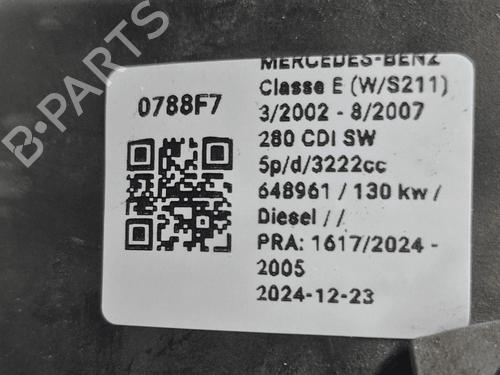 B-PARTS
0788F7
MERCEDES-BENZ
Classe E (W/S211)
3/2002 - 8/2007
280 CDI SW
5p/d/3222cc
648961 / 130 kw /
Diesel / /
PRA: 1617/2024 -
2005
2024-12-23